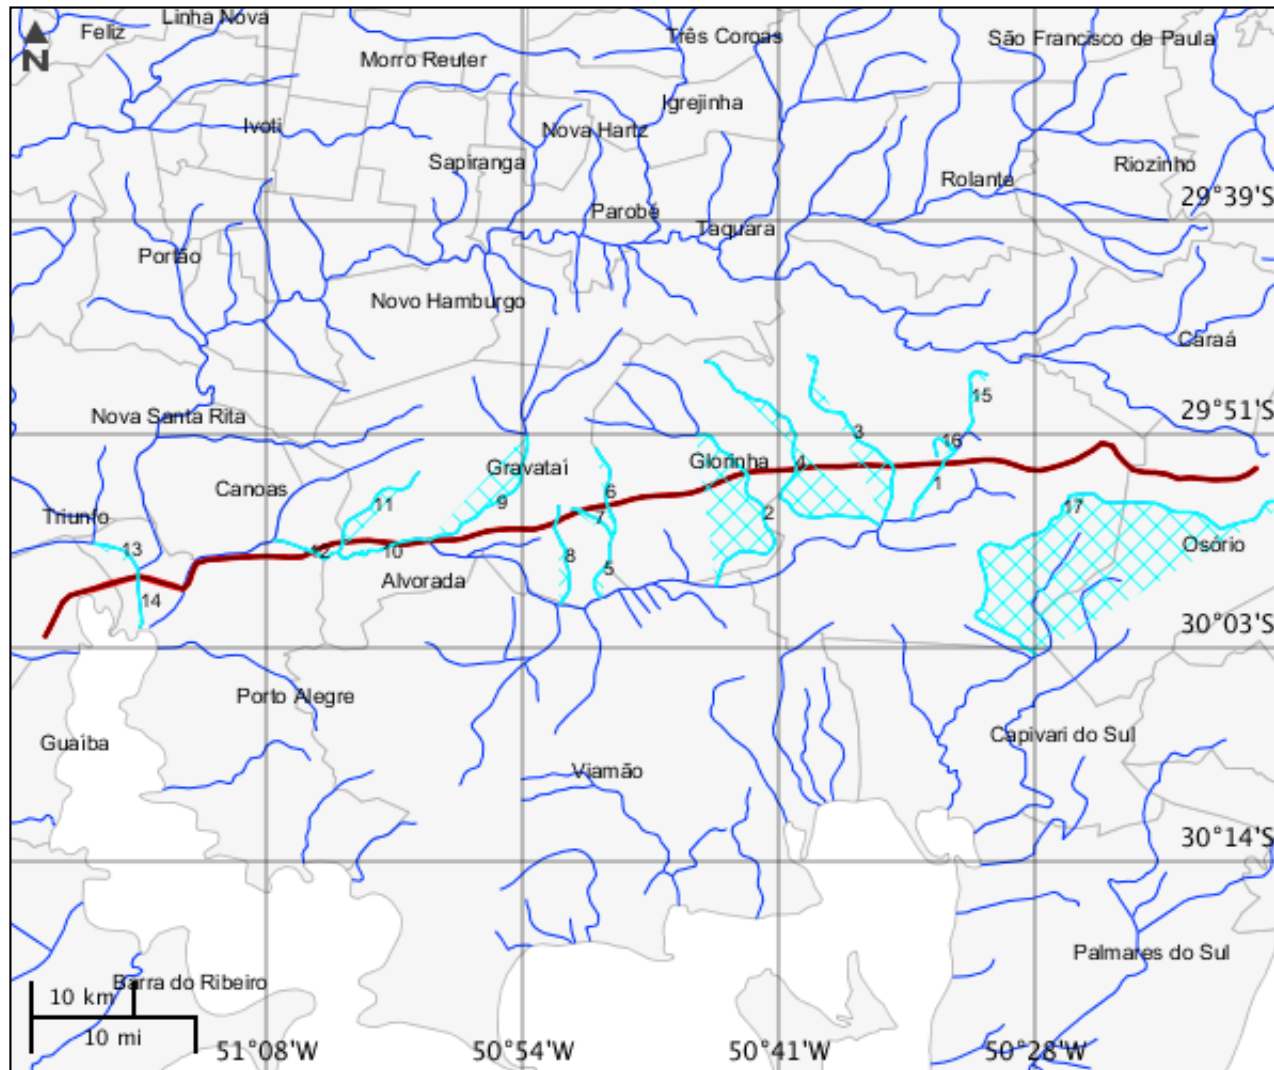 Linha Nova
Feliz
N
Três Coroas
São Francisco de Paula
Morro Reuter
Igrejinha
Ivoti
Nova Hartz
Sapiranga
Riozinho
Rolante
29°39'S
Parobé
Taquara
Portão
Novo Hamburgo
Caraá
15
29°51'S
Nova Santa Rita
3
16
Glorinha
4
Gravataí
Canoas
1
6
11
9
17
2
Triunfo
7
Osório
13
12
10
8
5
Alvorada
14
30°03'S
Porto Alegre
Capivari do Sul
Guaíba
Viamão
30°14'S
Palmares do Sul
Barra do Ribeiro
10 km
10 mi
51°08'W
50°54'W
50°41'W
50°28'W